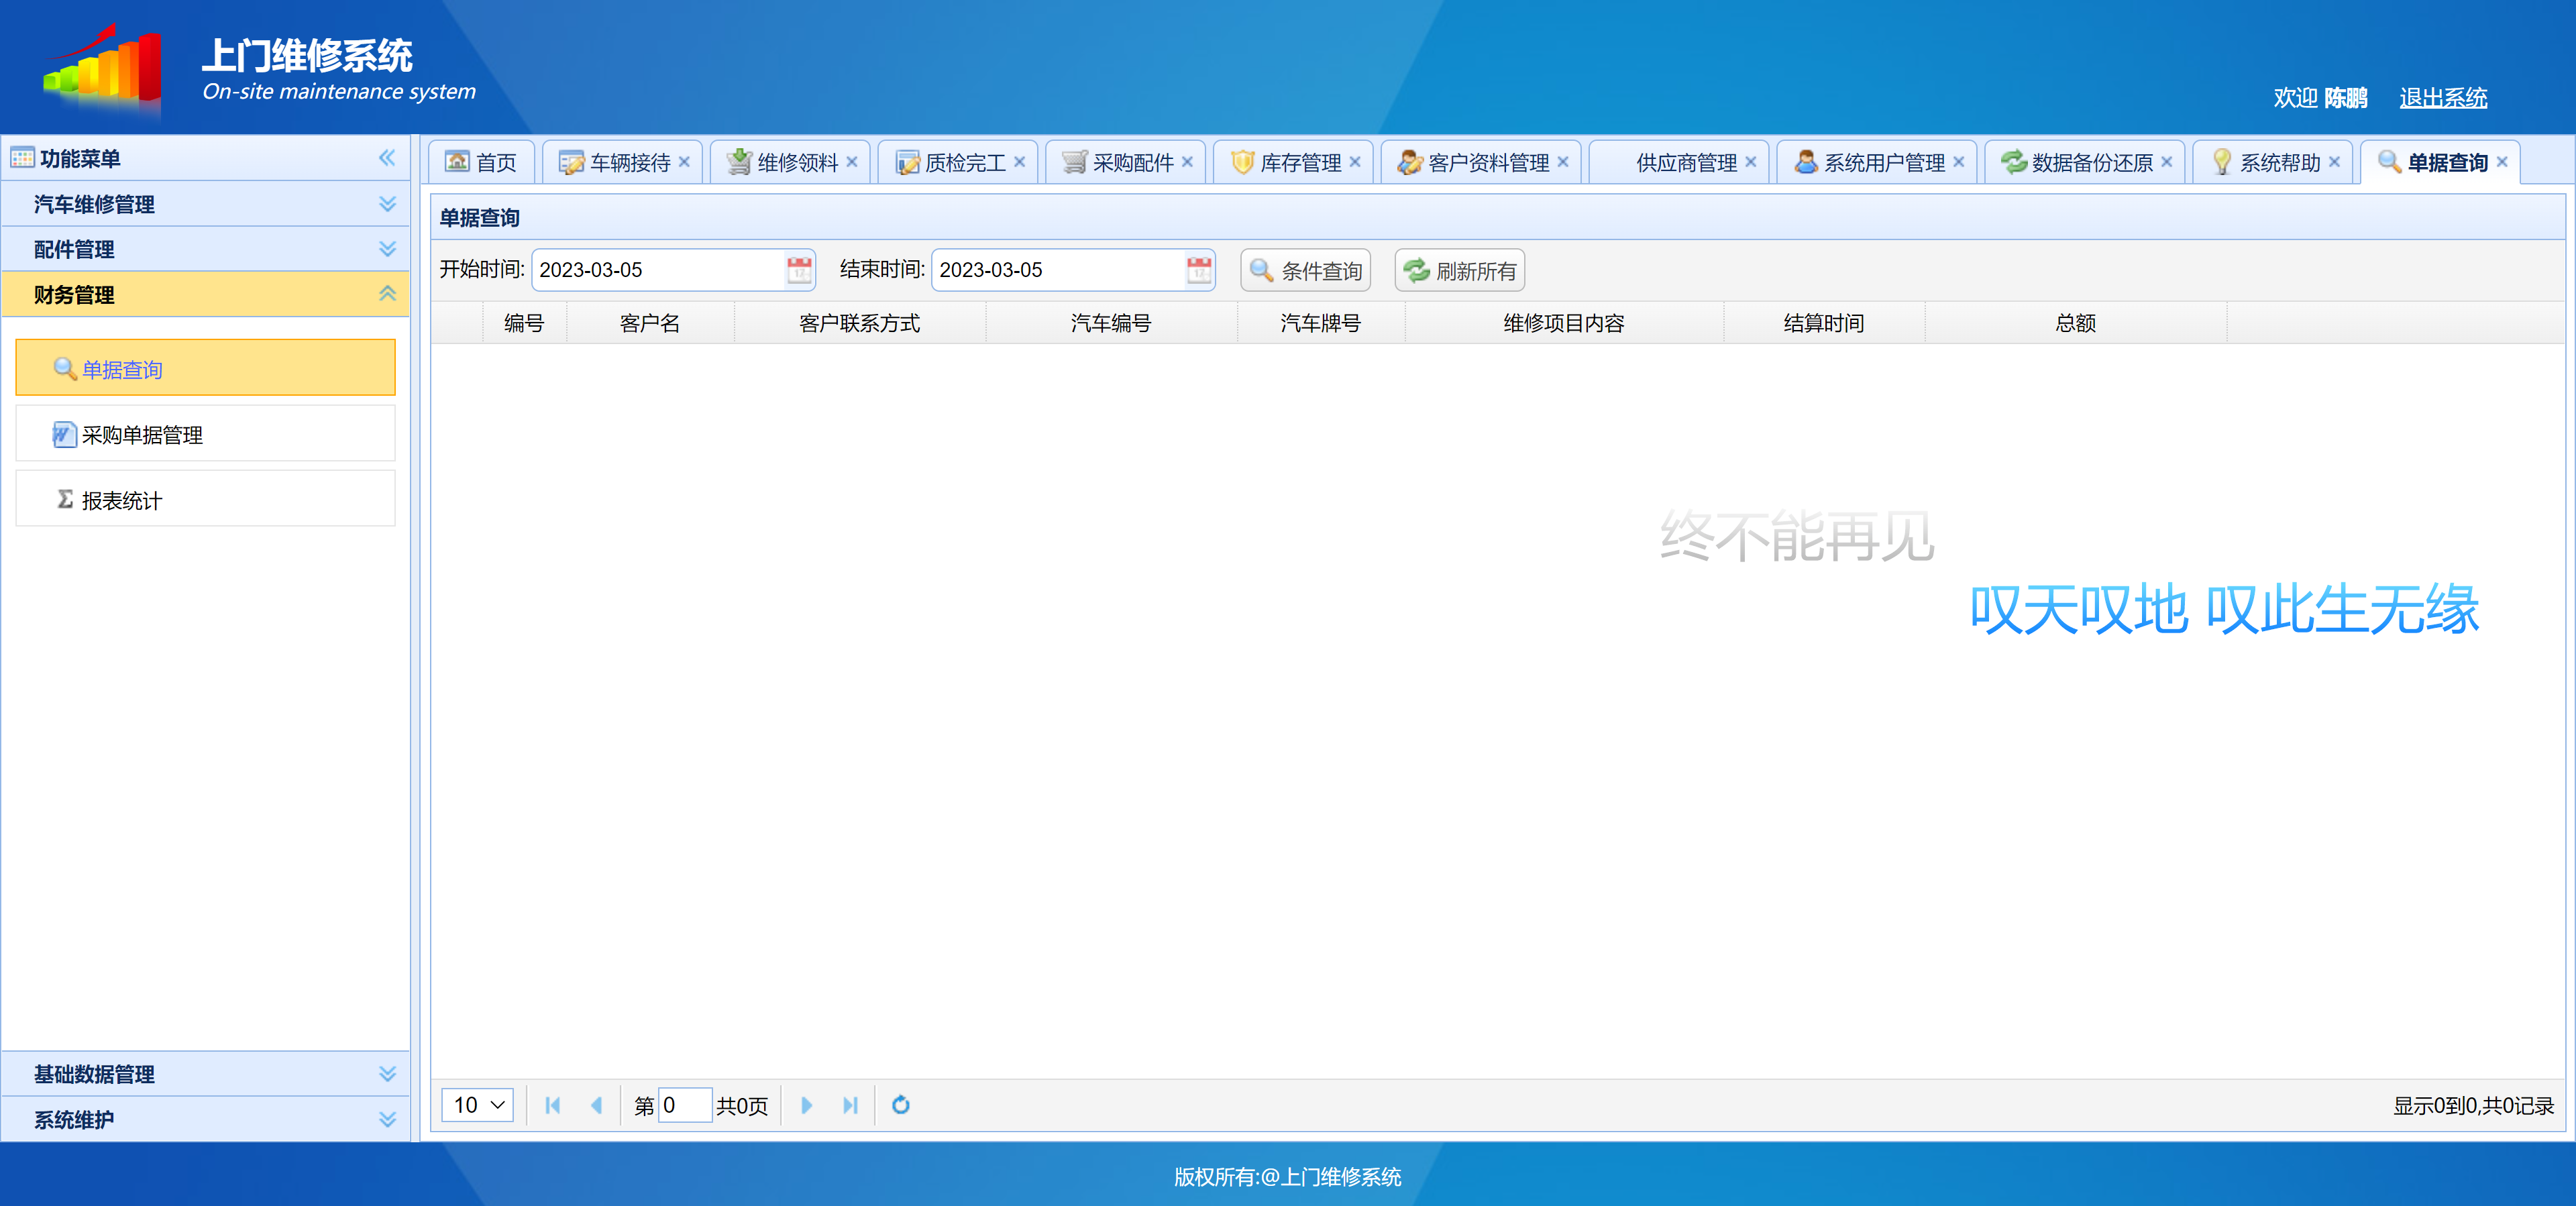 上门维修系统
On-site maintenance system
欢迎 陈鹏 退出系统
功能菜单
首页 车辆接待 维修领料 质检完工 采购配件 库存管理 客户资料管理 供应商管理 系统用户管理 数据备份还原 系统帮助 单据查询
汽车维修管理
配件管理
财务管理
单据查询
采购单据管理
报表统计
基础数据管理
系统维护
单据查询
开始时间: 2023-03-05 结束时间: 2023-03-05 条件查询 刷新所有
编号 客户名 客户联系方式 汽车编号 汽车牌号 维修项目内容 结算时间 总额
终不能再见
叹天叹地 叹此生无缘
10 第 0 共0页 显示0到0,共0记录
版权所有:@上门维修系统